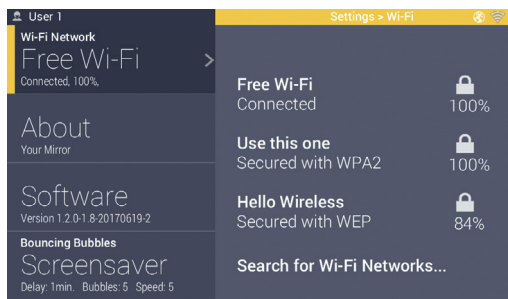 User 1
Settings > Wi-Fi
Wi-Fi Network
Free Wi-Fi
Connected, 100%,
About
Your Mirror
Software
Version 1.2.0-1.8-20170619-2
Bouncing Bubbles
Screensaver
Delay: 1min. Bubbles: 5 Speed: 5
Free Wi-Fi
Connected
100%
Use this one
Secured with WPA2
100%
Hello Wireless
Secured with WEP
84%
Search for Wi-Fi Networks...